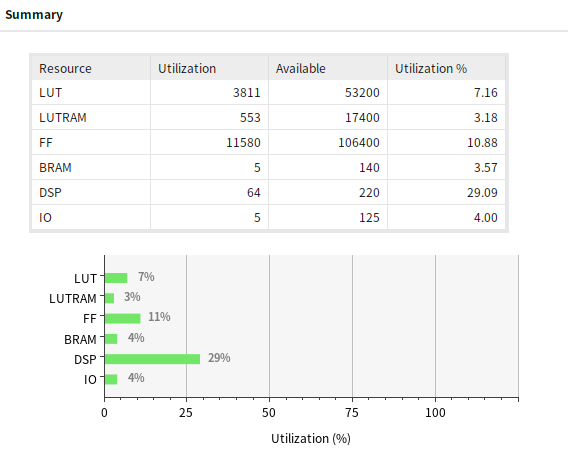 Summary
Resource Utilization Available Utilization %
LUT 3811 53200 7.16
LUTRAM 553 17400 3.18
FF 11580 106400 10.88
BRAM 5 140 3.57
DSP 64 220 29.09
IO 5 125 4.00
LUT 7%
LUTRAM 3%
FF 11%
BRAM 4%
DSP 29%
IO 4%
0 25 50 75 100
Utilization (%)